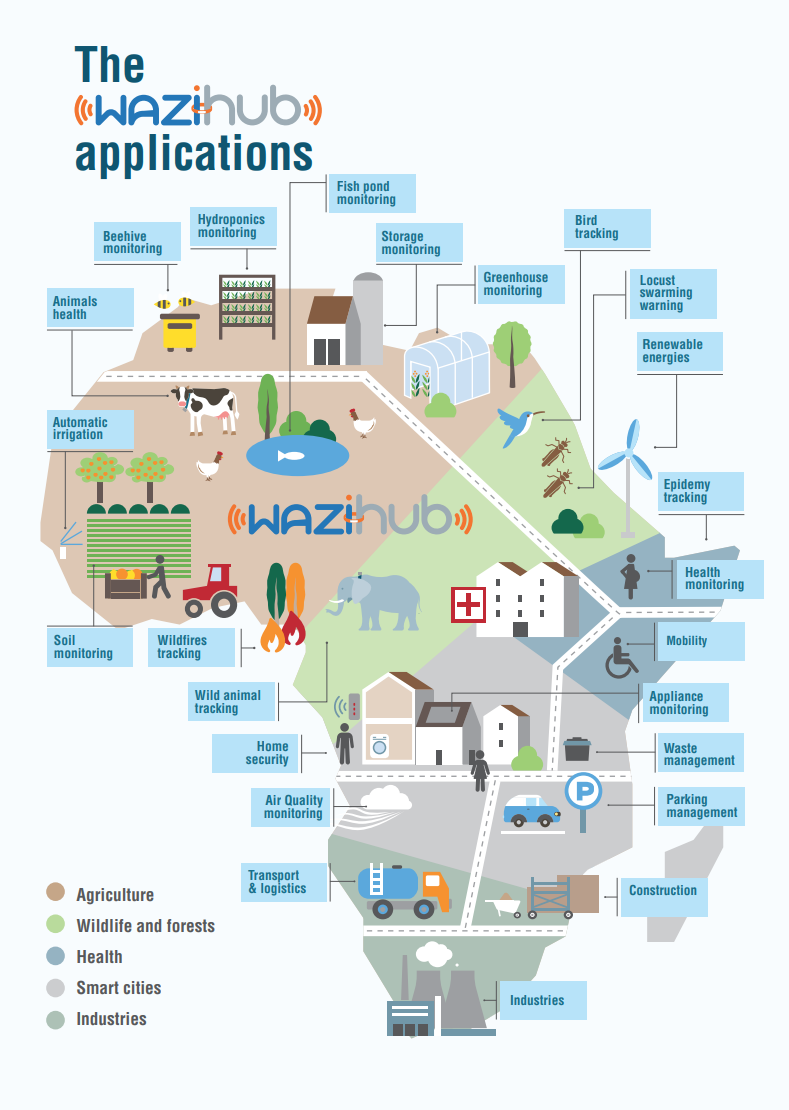 The
wazihub
applications
Fish pond
monitoring
Hydroponics
monitoring
Beehive
monitoring
Storage
monitoring
Bird
tracking
Greenhouse
monitoring
Locust
swarming
warning
Animals
health
Renewable
energies
Automatic
irrigation
Epidemy
tracking
wazihub
Health
monitoring
Soil
monitoring
Wildfires
tracking
Mobility
Wild animal
tracking
Appliance
monitoring
Home
security
Waste
management
Air Quality
monitoring
P
Parking
management
Transport
& logistics
Construction
Agriculture
Wildlife and forests
Health
Smart cities
Industries
Industries